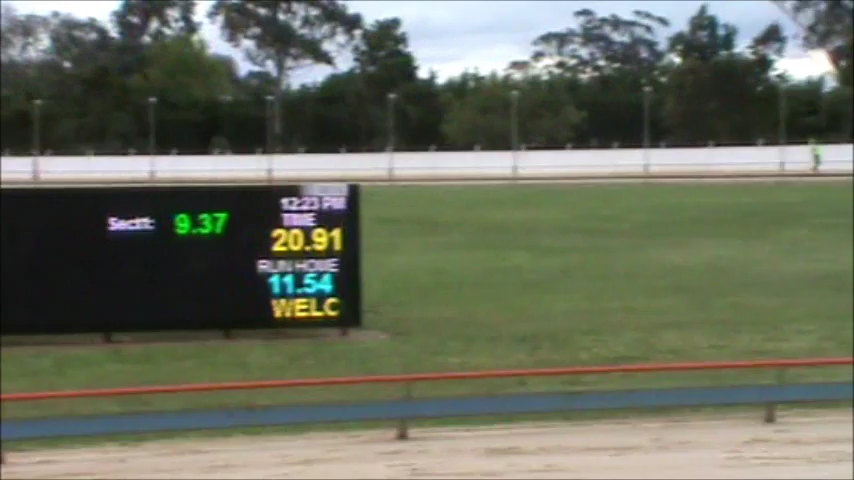 12:23 PM
Sect1: 9.37
TIME
20.91
RUN HOME
11.54
WELC